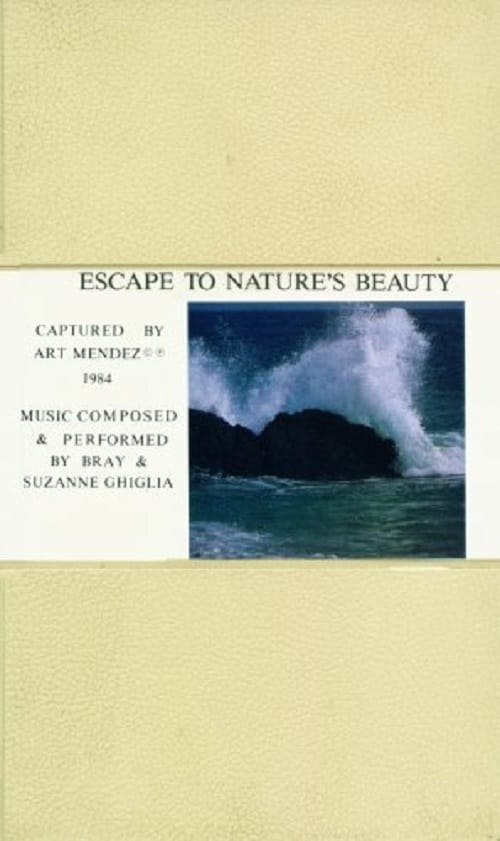 ESCAPE TO NATURE'S BEAUTY
CAPTURED BY
ART MENDEZ©℗
1984
MUSIC COMPOSED
& PERFORMED
BY BRAY &
SUZANNE GHIGLIA